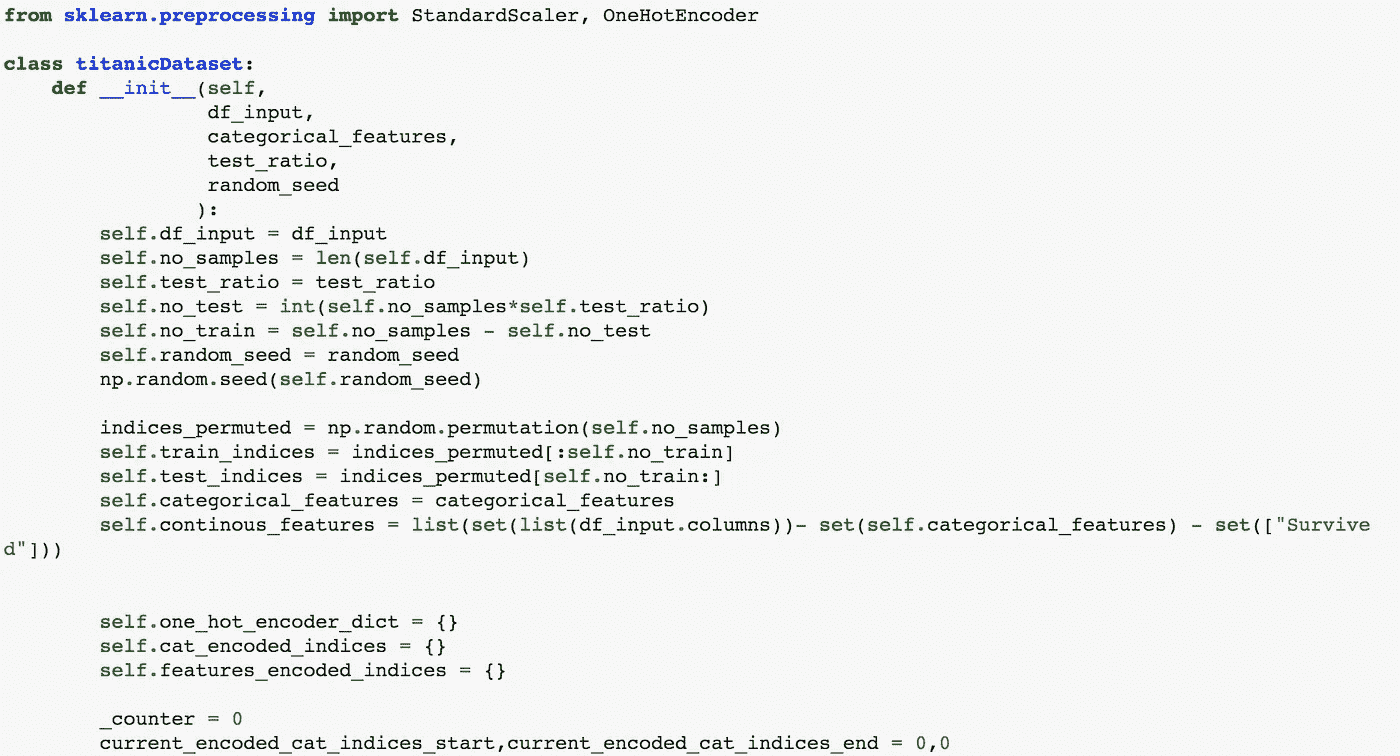 from sklearn.preprocessing import StandardScaler, OneHotEncoder
class titanicDataset:
    def __init__(self,
                 df_input,
                 categorical_features,
                 test_ratio,
                 random_seed
                ):
        self.df_input = df_input
        self.no_samples = len(self.df_input)
        self.test_ratio = test_ratio
        self.no_test = int(self.no_samples*self.test_ratio)
        self.no_train = self.no_samples - self.no_test
        self.random_seed = random_seed
        np.random.seed(self.random_seed)
        indices_permuted = np.random.permutation(self.no_samples)
        self.train_indices = indices_permuted[:self.no_train]
        self.test_indices = indices_permuted[self.no_train:]
        self.categorical_features = categorical_features
        self.continous_features = list(set(list(df_input.columns))- set(self.categorical_features) - set(["Survive
d"]))
        self.one_hot_encoder_dict = {}
        self.cat_encoded_indices = {}
        self.features_encoded_indices = {}
        _counter = 0
        current_encoded_cat_indices_start,current_encoded_cat_indices_end = 0,0